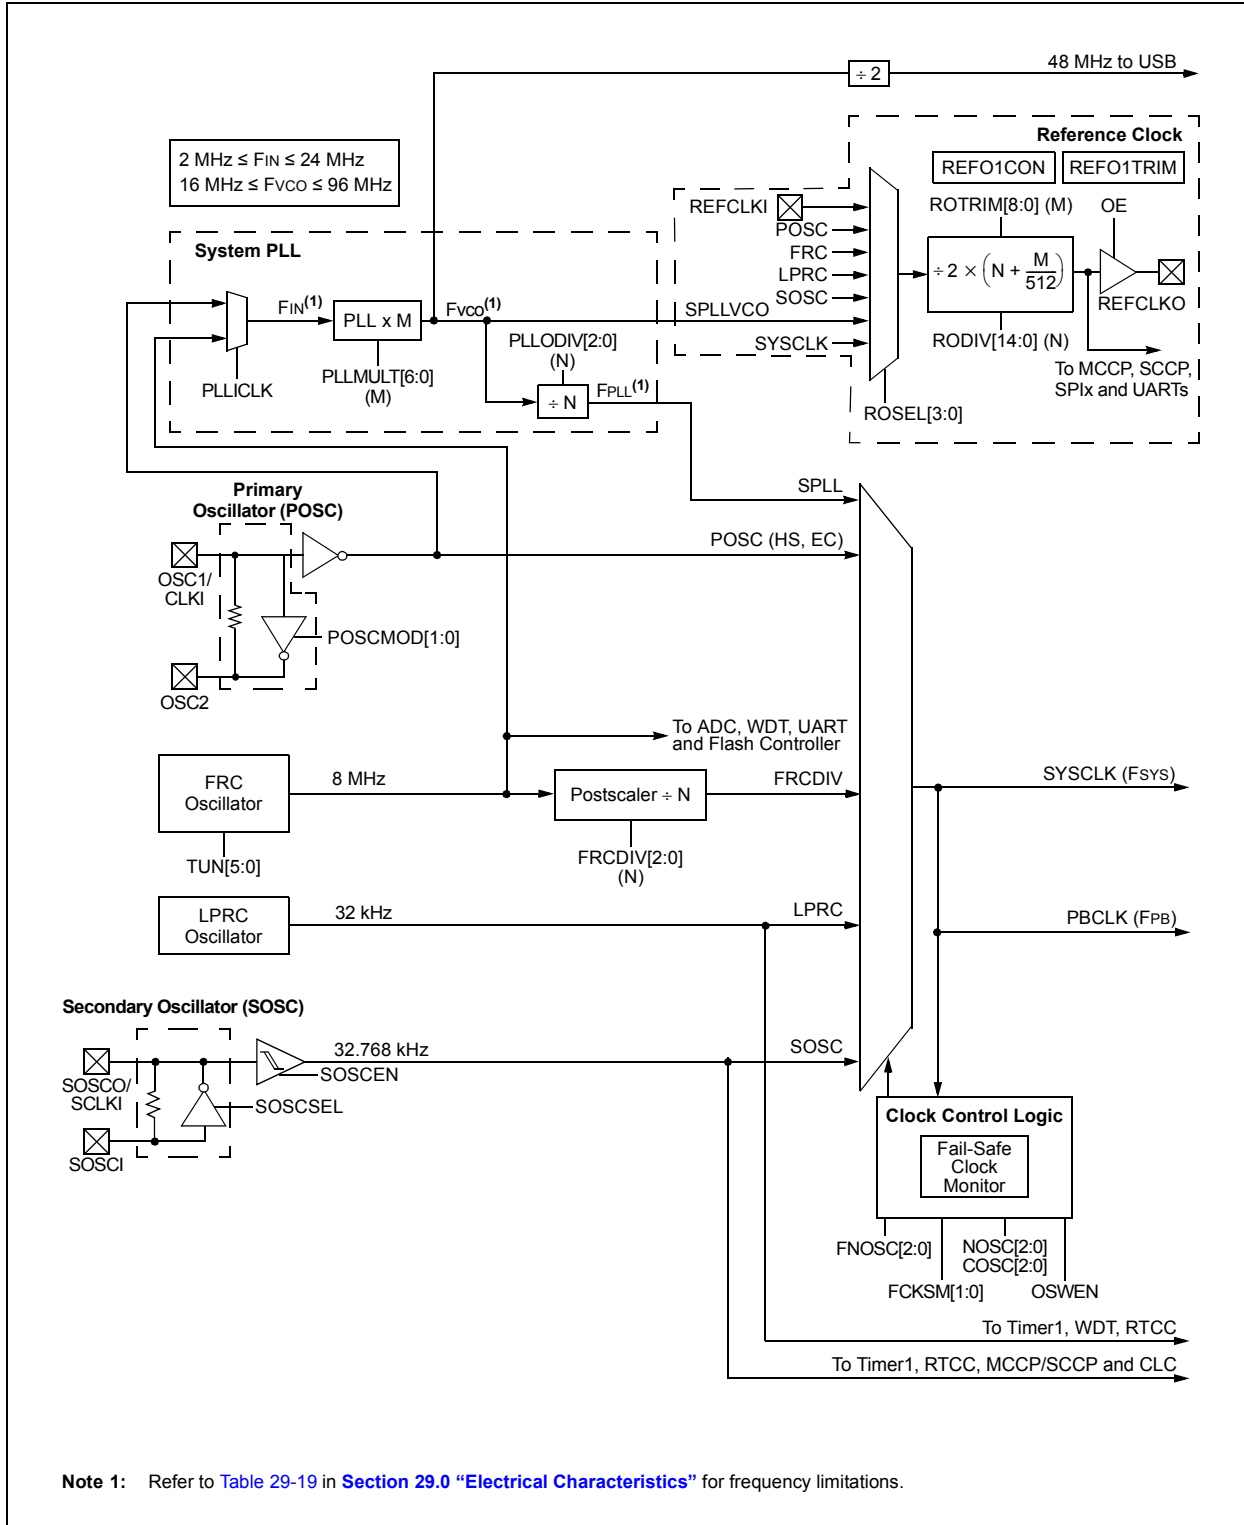 ÷ 2
48 MHz to USB
2 MHz ≤ FIN ≤ 24 MHz
16 MHz ≤ FVCO ≤ 96 MHz
Reference Clock
REFO1CON
REFO1TRIM
REFCLKI
POSC
FRC
LPRC
SOSC
SPLLVCO
SYSCLK
ROTRIM[8:0] (M)
OE
÷ 2 × (N + M/512)
REFCLKO
RODIV[14:0] (N)
To MCCP, SCCP,
SPIx and UARTs
ROSEL[3:0]
System PLL
FIN(1)
PLL x M
FVCO(1)
PLLICLK
PLLMULT[6:0]
(M)
PLLODIV[2:0]
(N)
÷ N
FPLL(1)
SPLL
Primary
Oscillator (POSC)
POSC (HS, EC)
OSC1/
CLKI
POSCMOD[1:0]
OSC2
To ADC, WDT, UART
and Flash Controller
FRC
Oscillator
8 MHz
Postscaler ÷ N
FRCDIV
SYSCLK (FSYS)
TUN[5:0]
FRCDIV[2:0]
(N)
LPRC
Oscillator
32 kHz
LPRC
PBCLK (FPB)
Secondary Oscillator (SOSC)
32.768 kHz
SOSC
SOSCO/
SCLKI
SOSCEN
SOSCSEL
SOSCI
Clock Control Logic
Fail-Safe
Clock
Monitor
FNOSC[2:0]
NOSC[2:0]
COSC[2:0]
FCKSM[1:0]
OSWEN
To Timer1, WDT, RTCC
To Timer1, RTCC, MCCP/SCCP and CLC
Note 1: Refer to Table 29-19 in Section 29.0 “Electrical Characteristics” for frequency limitations.